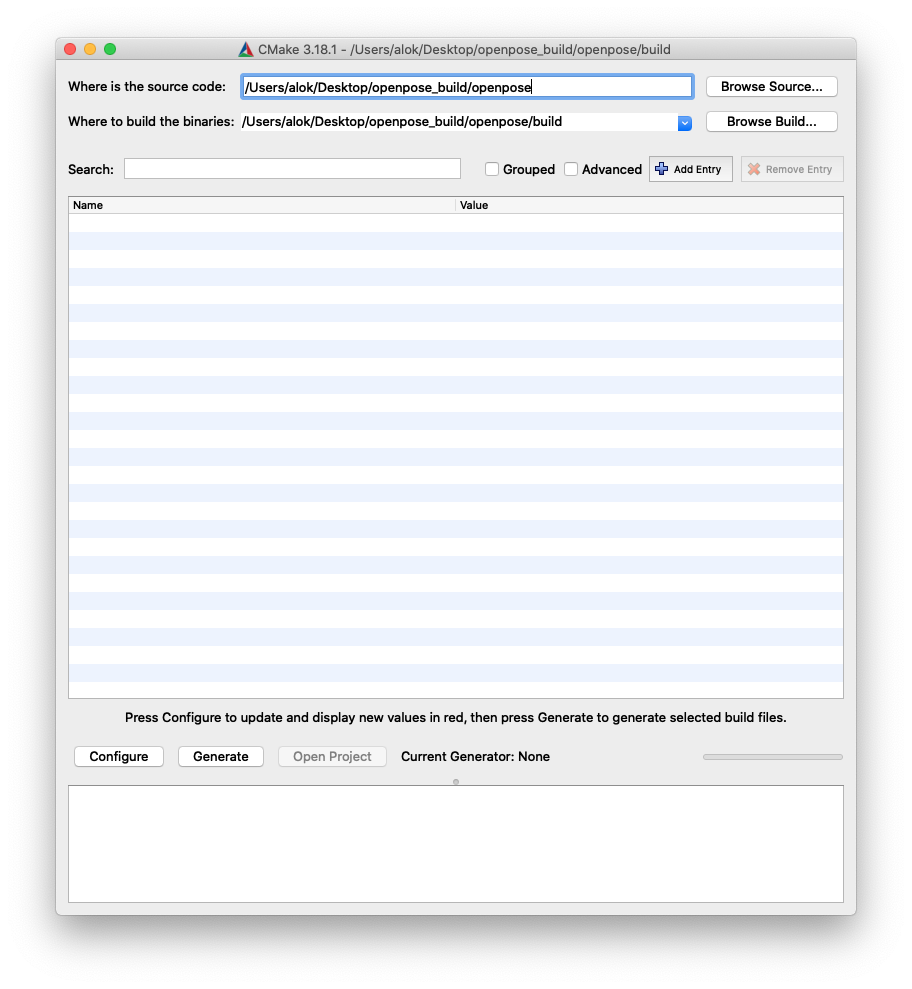 CMake 3.18.1 - /Users/alok/Desktop/openpose_build/openpose/build
Where is the source code: /Users/alok/Desktop/openpose_build/openpose Browse Source...
Where to build the binaries: /Users/alok/Desktop/openpose_build/openpose/build Browse Build...
Search: Grouped Advanced Add Entry Remove Entry
Name Value
Press Configure to update and display new values in red, then press Generate to generate selected build files.
Configure Generate Open Project Current Generator: None